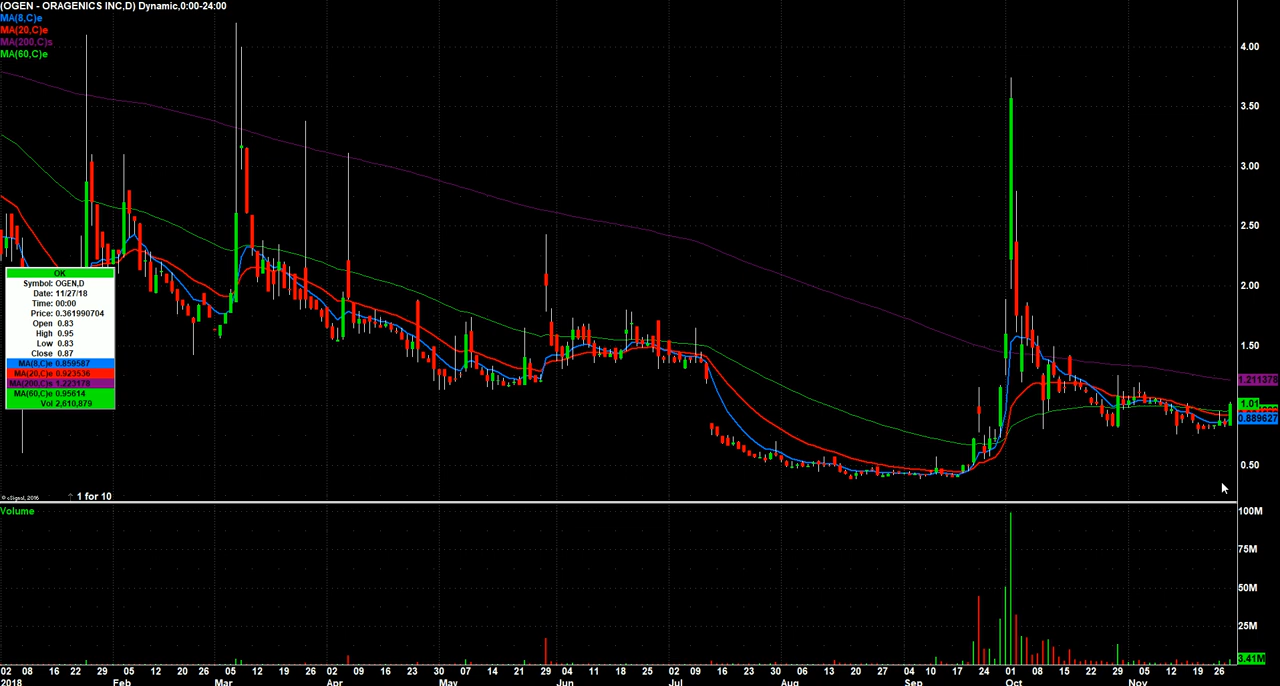 (OGEN - ORAGENICS INC,D) Dynamic,0:00-24:00
MA(8,C)e
MA(20,C)e
MA(200,C)s
MA(60,C)e
4.00
3.50
3.00
2.50
2.00
1.50
1.211378
1.01
0.889627
0.50
OK
Symbol: OGEN,D
Date: 11/27/18
Time: 00:00
Price: 0.361990704
Open 0.83
High 0.95
Low 0.83
Close 0.87
MA(8,C)e 0.859587
MA(20,C)e 0.923536
MA(200,C)s 1.223178
MA(60,C)e 0.95614
Vol 2,610,879
© eSignal, 2016
↑ 1 for 10
Volume
100M
75M
50M
25M
3.41M
02 08 16 22 29 05 12 20 26 05 12 19 26 02 09 16 23 30 07 14 21 29 04 11 18 25 02 09 16 23 30 06 13 20 27 04 10 17 24 01 08 15 22 29 05 12 19 26
2018 Feb Mar Apr May Jun Jul Aug Sep Oct Nov